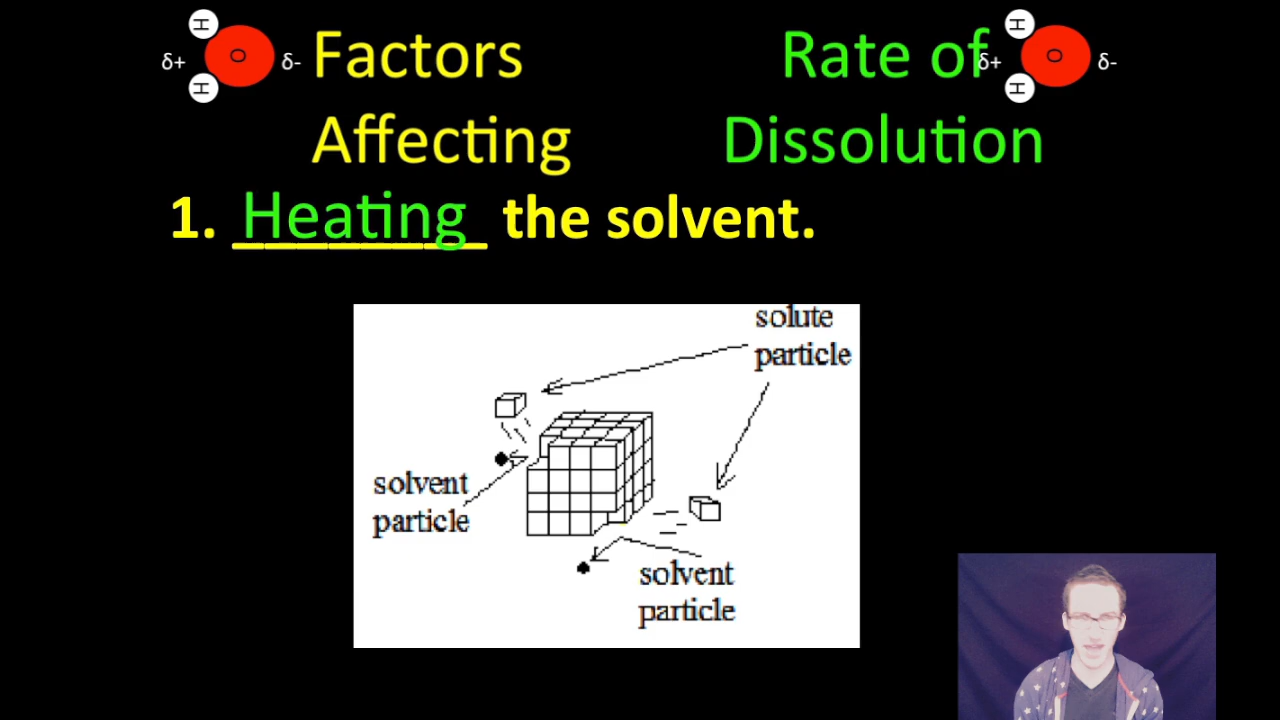 H
O
H
δ+
δ-
Factors
Affecting
Rate of
Dissolution
H
O
H
δ+
δ-
1. Heating the solvent.
solute
particle
solvent
particle
solvent
particle